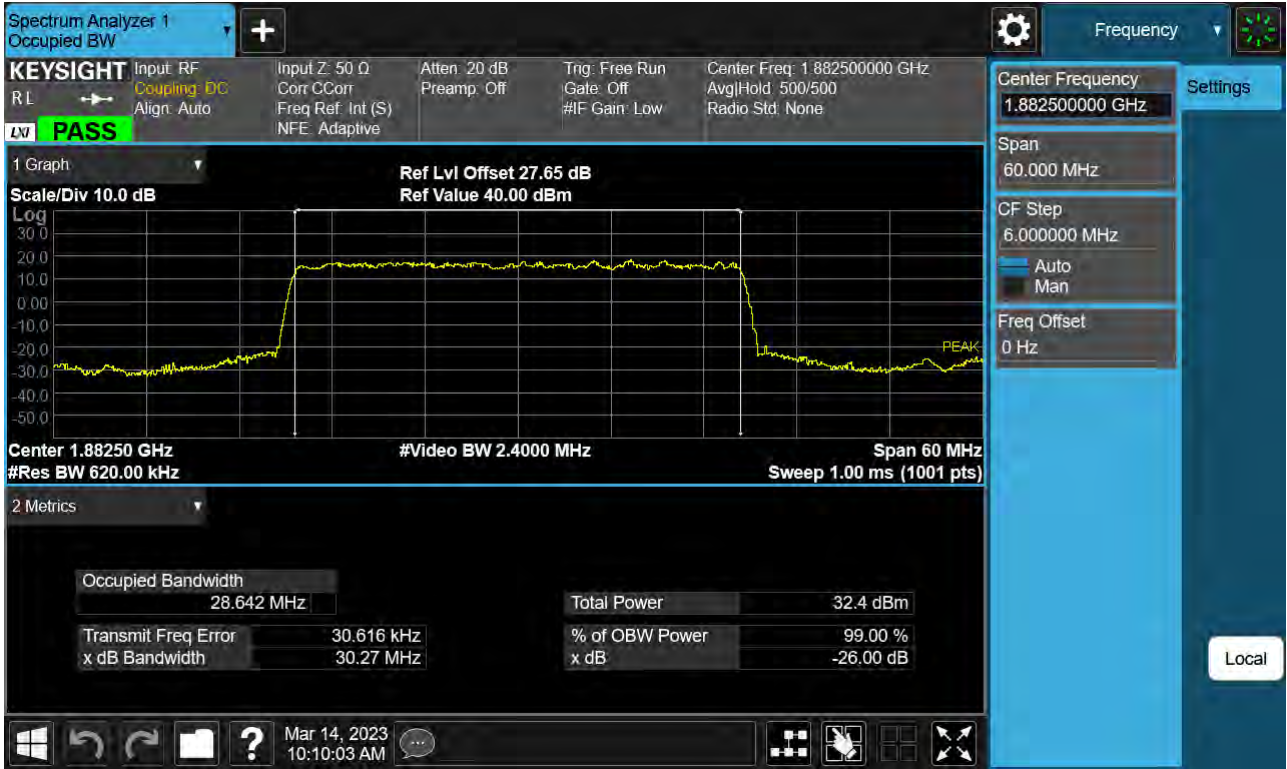 Spectrum Analyzer 1
Occupied BW
Frequency
KEYSIGHT
R L
LXI
PASS
Input: RF
Coupling: DC
Align: Auto
Input Z: 50 Ω
Corr CCorr
Freq Ref: Int (S)
NFE: Adaptive
Atten: 20 dB
Preamp: Off
Trig: Free Run
Gate: Off
#IF Gain: Low
Center Freq: 1.882500000 GHz
Avg|Hold: 500/500
Radio Std: None
Center Frequency
1.882500000 GHz
Settings
Span
60.000 MHz
CF Step
6.000000 MHz
Auto
Man
Freq Offset
0 Hz
1 Graph
Scale/Div 10.0 dB
Ref Lvl Offset 27.65 dB
Ref Value 40.00 dBm
Log
30.0
20.0
10.0
0.00
-10.0
-20.0
-30.0
-40.0
-50.0
PEAK
Center 1.88250 GHz
#Video BW 2.4000 MHz
Span 60 MHz
#Res BW 620.00 kHz
Sweep 1.00 ms (1001 pts)
2 Metrics
Occupied Bandwidth
28.642 MHz
Total Power 32.4 dBm
Transmit Freq Error 30.616 kHz
% of OBW Power 99.00 %
x dB Bandwidth 30.27 MHz
x dB -26.00 dB
Local
?
Mar 14, 2023
10:10:03 AM